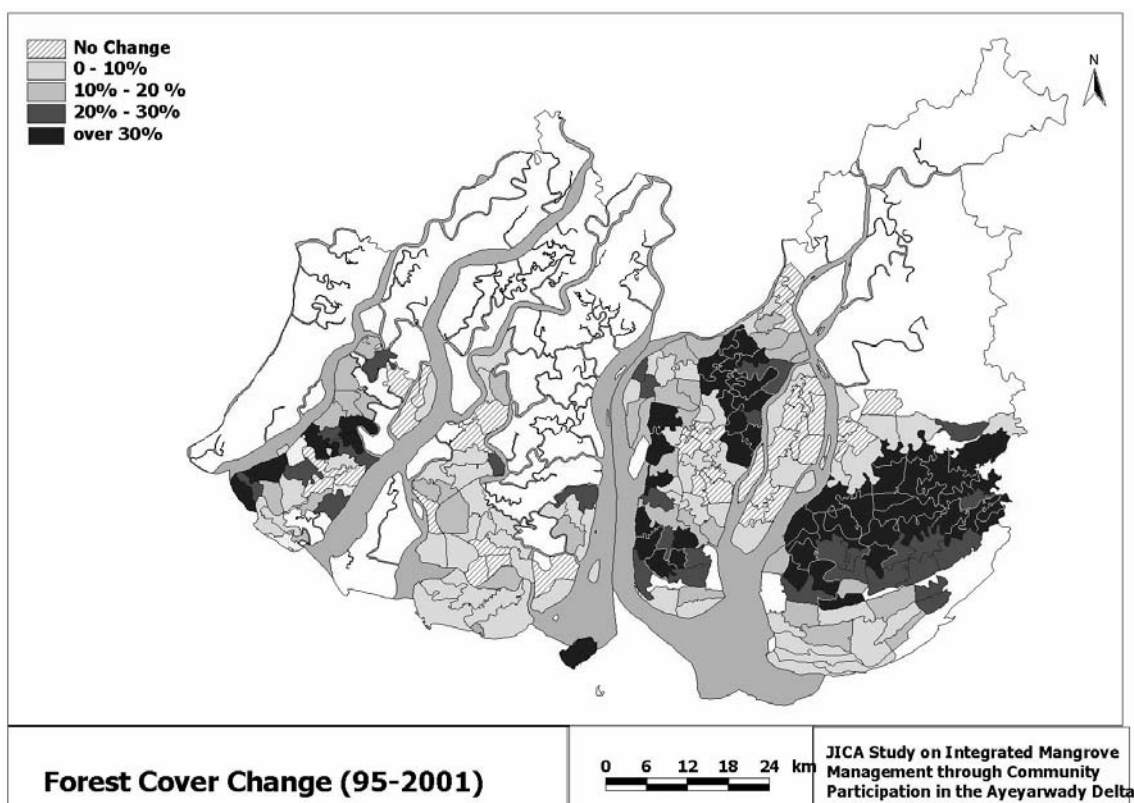 No Change
0 - 10%
10% - 20 %
20% - 30%
over 30%
N
Forest Cover Change (95-2001)
0 6 12 18 24 km
JICA Study on Integrated Mangrove
Management through Community
Participation in the Ayeyarwady Delta